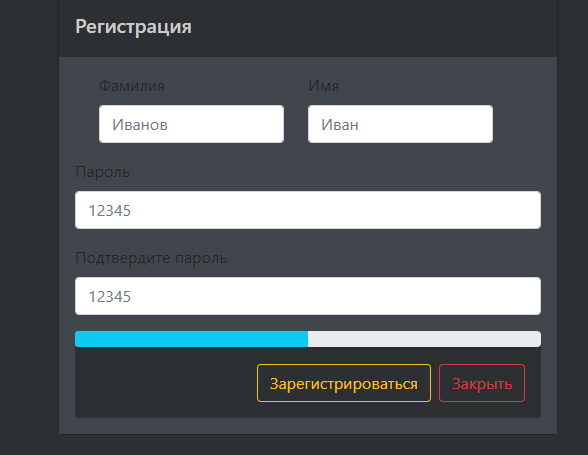 Регистрация
Фамилия Имя
Иванов Иван
Пароль
12345
Подтвердите пароль
12345
Зарегистрироваться Закрыть